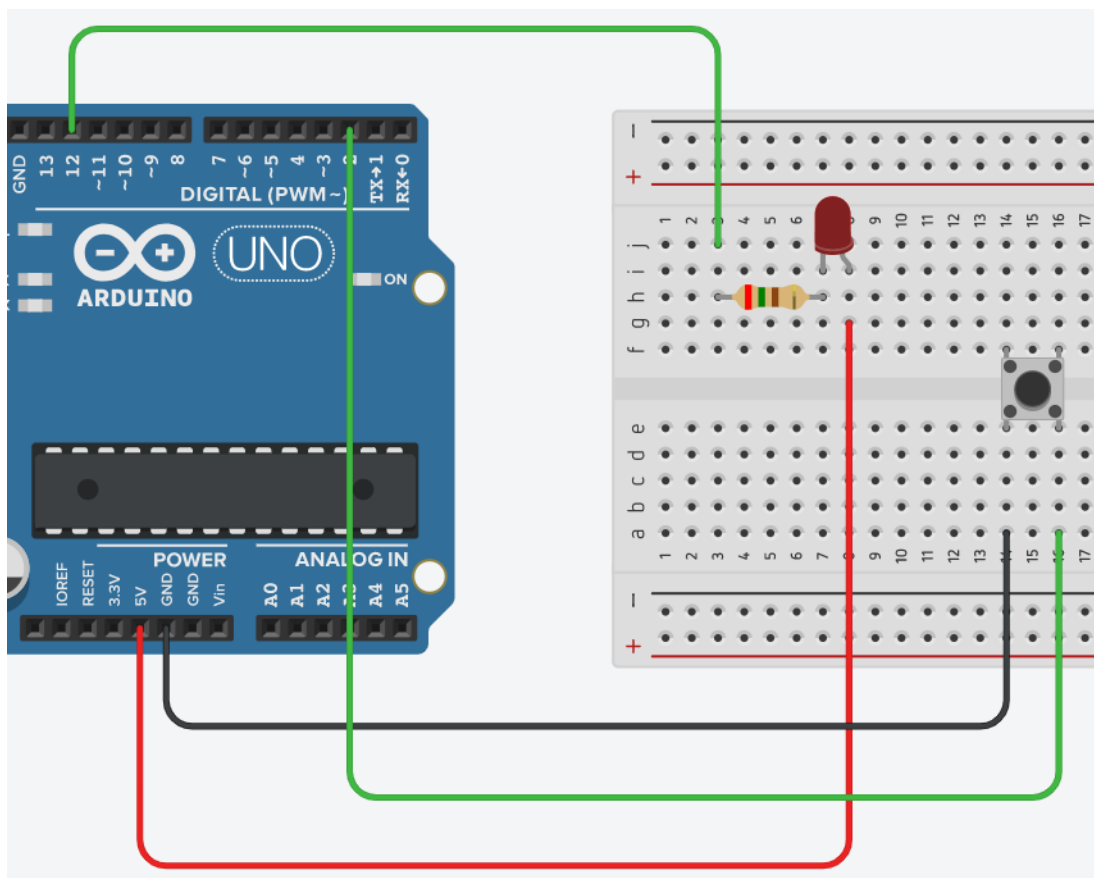 GND 13 12 ~11 ~10 ~9 8 7 ~6 ~5 4 ~3 2 TX→1 RX←0
DIGITAL (PWM ~)
UNO
ARDUINO
ON
POWER
ANALOG IN
IOREF RESET 3.3V 5V GND GND Vin A0 A1 A2 A3 A4 A5
−
+
1 2 3 4 5 6 8 9 10 11 12 13 14 15 16 17
j
i
h
g
f
e
d
c
b
a
1 2 3 4 5 6 7 8 9 10 11 12 13 14 15 16 17
−
+